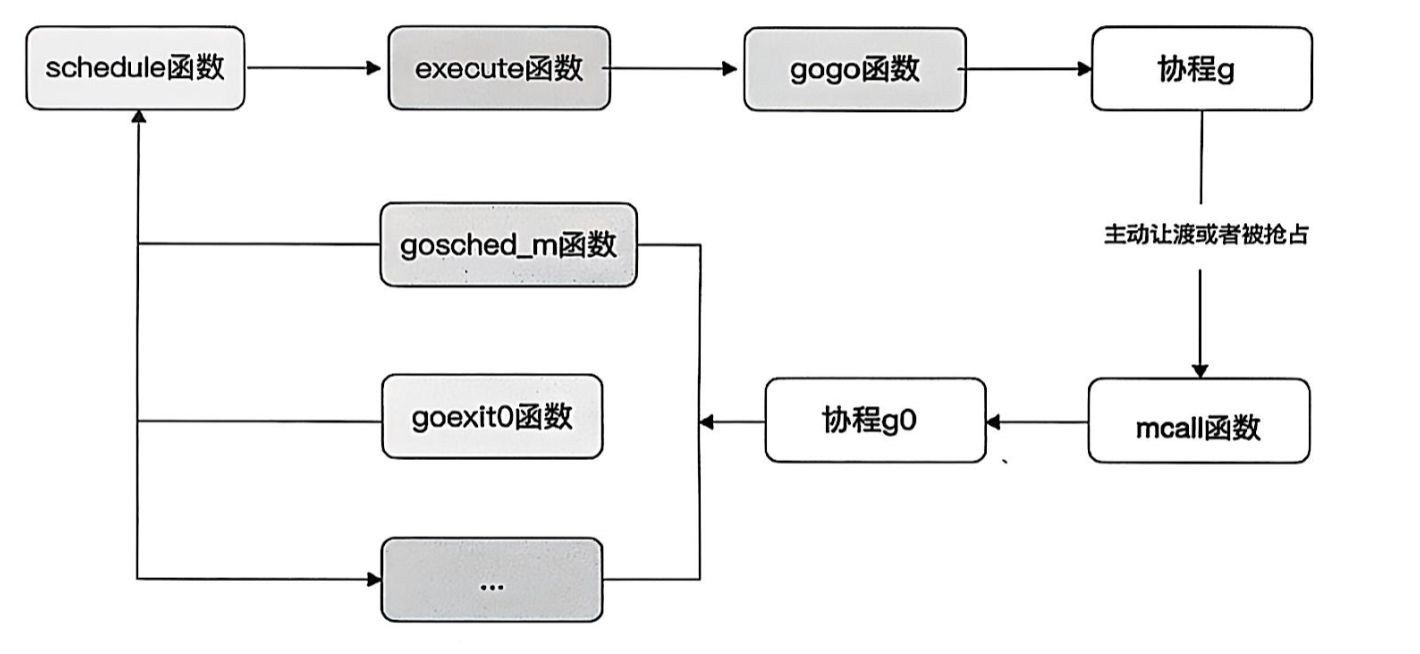 schedule函数
execute函数
gogo函数
协程g
主动让渡或者被抢占
gosched_m函数
goexit0函数
协程g0
mcall函数
...